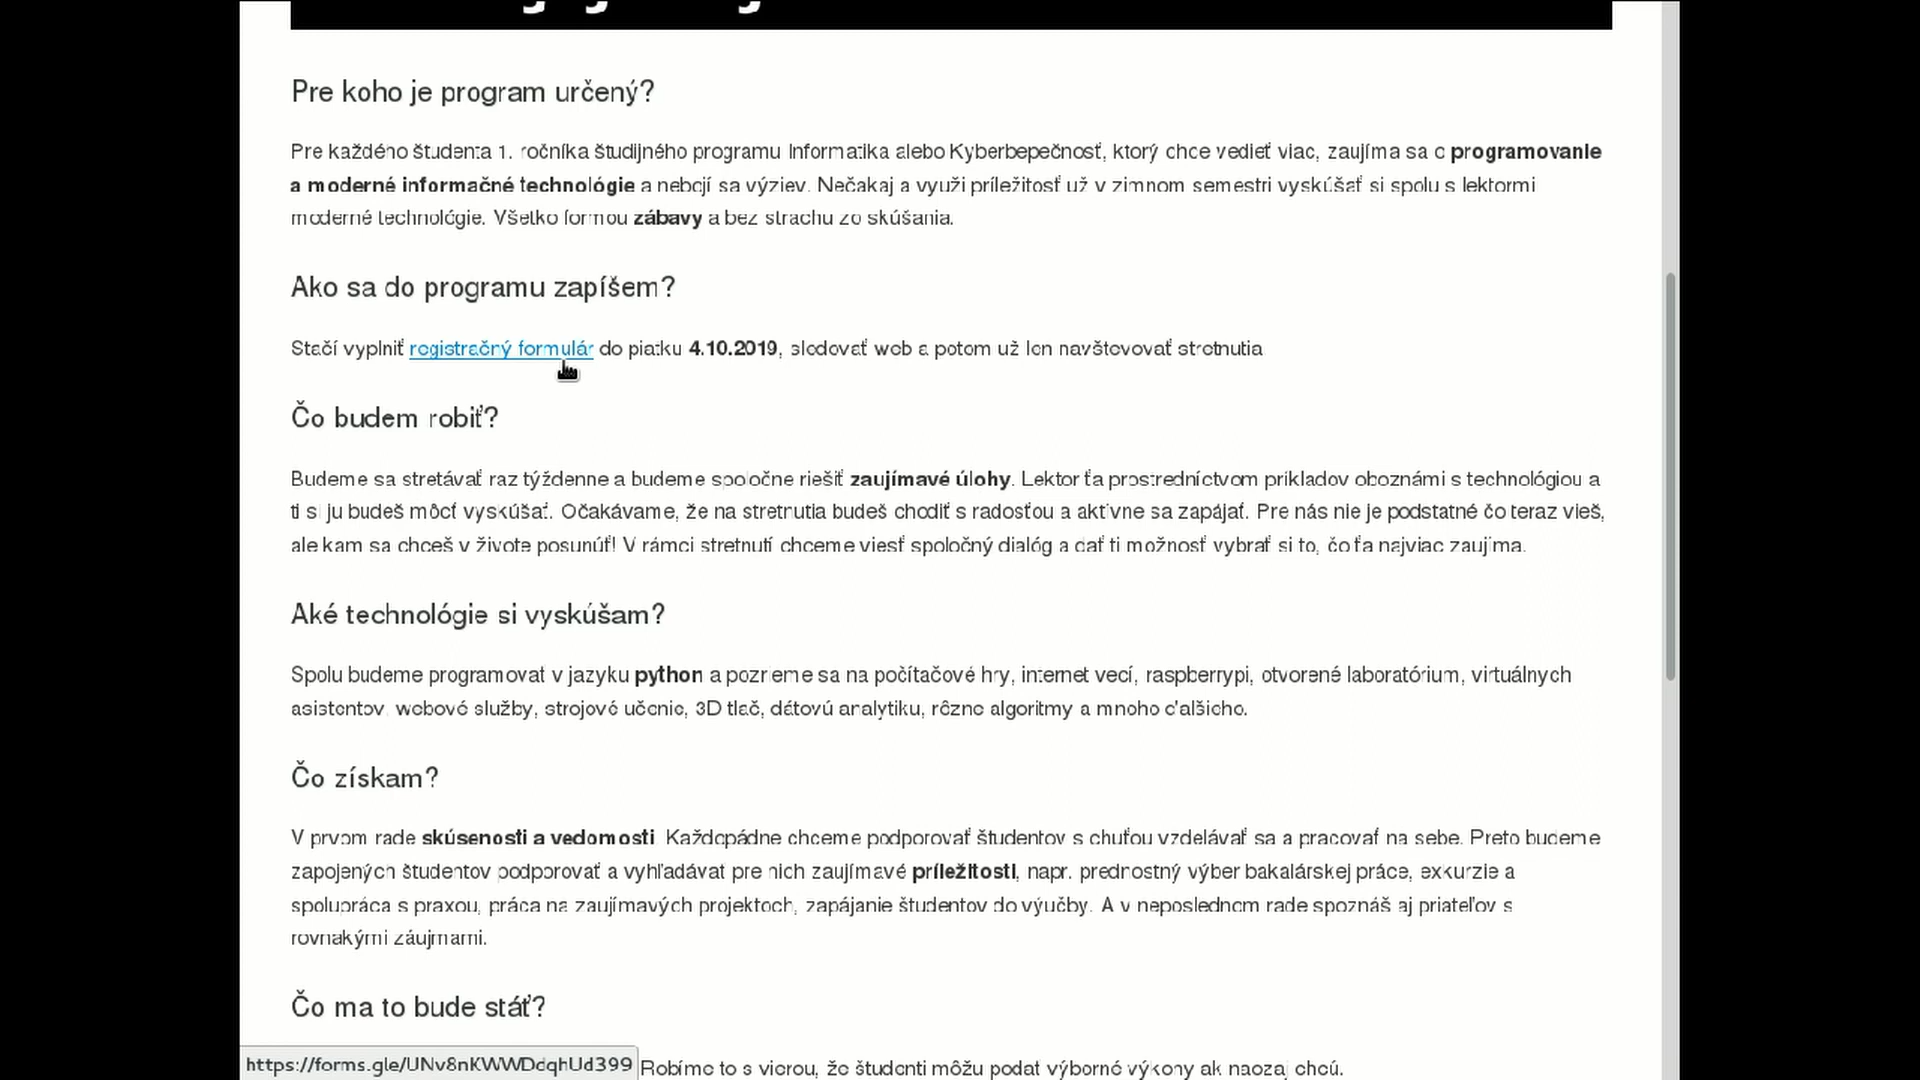 Pre koho je program určený?
Pre každého študenta 1. ročníka študijného programu Informatika alebo Kyberbepečnosť, ktorý chce vedieť viac, zaujíma sa o programovanie
a moderné informačné technológie a nebojí sa výziev. Nečakaj a využi príležitosť už v zimnom semestri vyskúšať si spolu s lektormi
moderné technológie. Všetko formou zábavy a bez strachu zo skúšania.
Ako sa do programu zapíšem?
Stačí vyplniť registračný formulár do piatku 4.10.2019, sledovať web a potom už len navštevovať stretnutia
Čo budem robiť?
Budeme sa stretávať raz týždenne a budeme spoločne riešiť zaujímavé úlohy. Lektor ťa prostredníctvom príkladov oboznámi s technológiou a
ti si ju budeš môcť vyskúšať. Očakávame, že na stretnutia budeš chodiť s radosťou a aktívne sa zapájať. Pre nás nie je podstatné čo teraz vieš,
ale kam sa chceš v živote posunúť! V rámci stretnutí chceme viesť spoločný dialóg a dať ti možnosť vybrať si to, čo ťa najviac zaujíma.
Aké technológie si vyskúšam?
Spolu budeme programovať v jazyku python a pozrieme sa na počítačové hry, internet vecí, raspberrypi, otvorené laboratórium, virtuálnych
asistentov, webové služby, strojové učenie, 3D tlač, dátovú analytiku, rôzne algoritmy a mnoho ďalšieho.
Čo získam?
V prvom rade skúsenosti a vedomosti. Každopádne chceme podporovať študentov s chuťou vzdelávať sa a pracovať na sebe. Preto budeme
zapojených študentov podporovať a vyhľadávať pre nich zaujímavé príležitosti, napr. prednostný výber bakalárskej práce, exkurzie a
spolupráca s praxou, práca na zaujímavých projektoch, zapájanie študentov do výučby. A v neposlednom rade spoznáš aj priateľov s
rovnakými záujmami.
Čo ma to bude stáť?
Robíme to s vierou, že študenti môžu podať výborné výkony ak naozaj chcú.
https://forms.gle/UNv8nKWWDdqhUd399